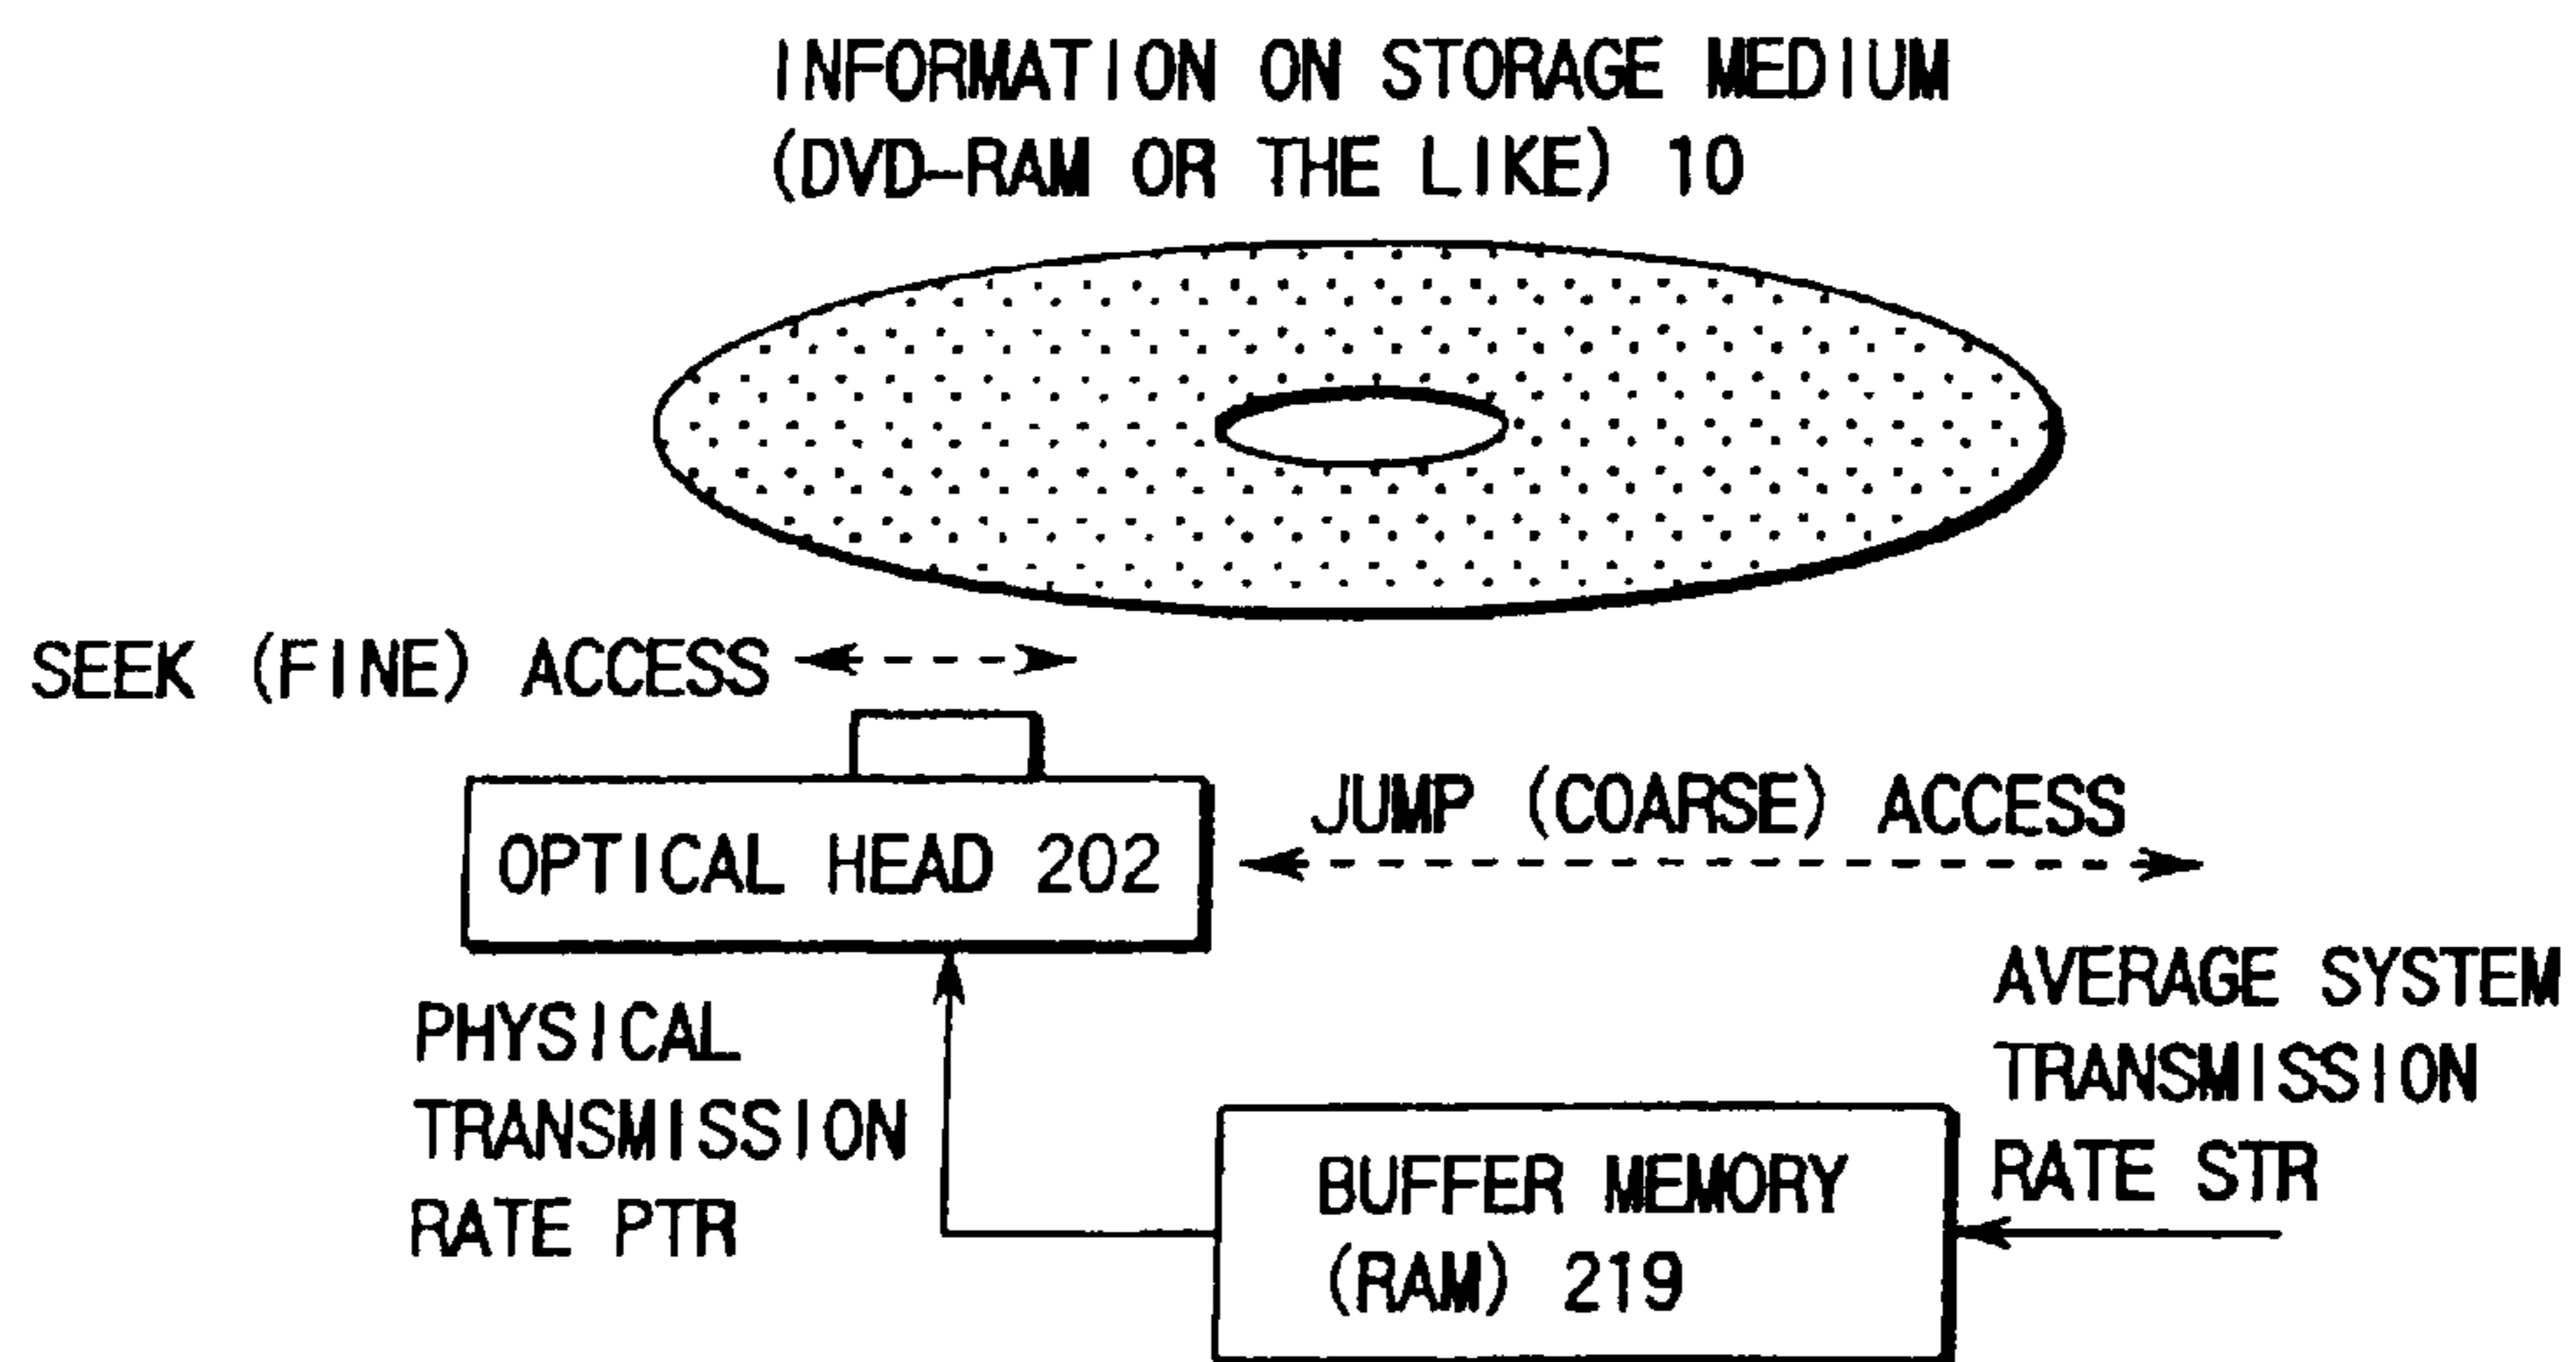 INFORMATION ON STORAGE MEDIUM
(DVD-RAM OR THE LIKE) 10
SEEK (FINE) ACCESS
JUMP (COARSE) ACCESS
OPTICAL HEAD 202
PHYSICAL
TRANSMISSION
RATE PTR
AVERAGE SYSTEM
TRANSMISSION
RATE STR
BUFFER MEMORY
(RAM) 219